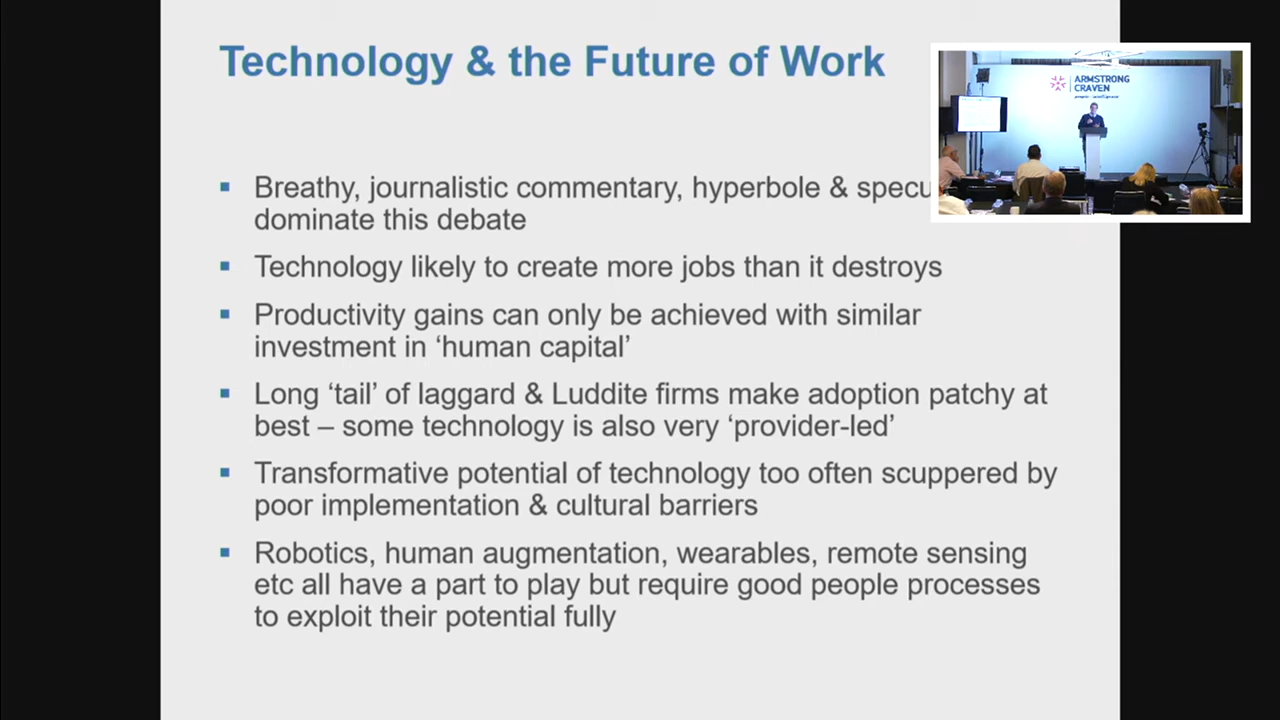 Technology & the Future of Work
ARMSTRONG
CRAVEN
Breathy, journalistic commentary, hyperbole & specu
dominate this debate
Technology likely to create more jobs than it destroys
Productivity gains can only be achieved with similar
investment in ‘human capital’
Long ‘tail’ of laggard & Luddite firms make adoption patchy at
best – some technology is also very ‘provider-led’
Transformative potential of technology too often scuppered by
poor implementation & cultural barriers
Robotics, human augmentation, wearables, remote sensing
etc all have a part to play but require good people processes
to exploit their potential fully